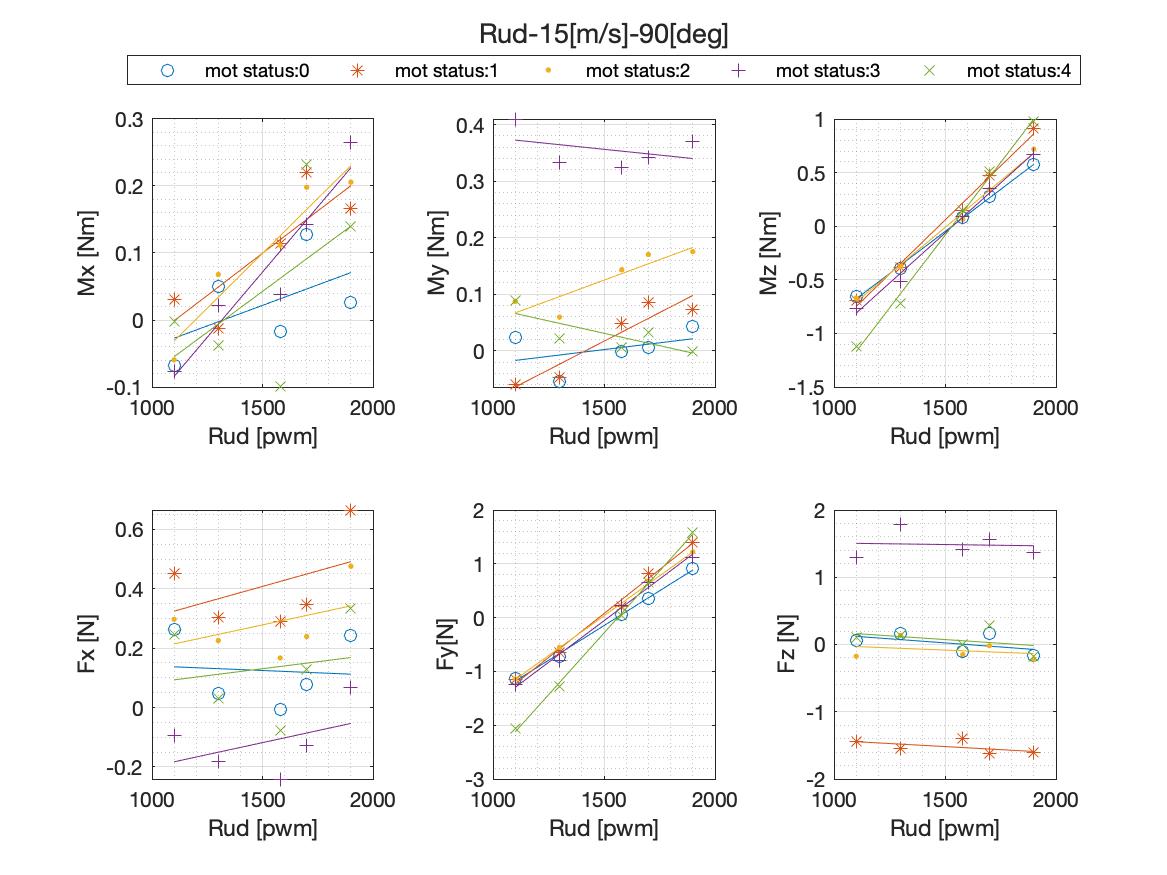 Rud-15[m/s]-90[deg]
mot status:0 mot status:1 mot status:2 mot status:3 mot status:4
0.3
0.2
0.1
0
-0.1
Mx [Nm]
1000 1500 2000
Rud [pwm]
0.4
0.3
0.2
0.1
0
My [Nm]
1000 1500 2000
Rud [pwm]
1
0.5
0
-0.5
-1
-1.5
Mz [Nm]
1000 1500 2000
Rud [pwm]
0.6
0.4
0.2
0
-0.2
Fx [N]
1000 1500 2000
Rud [pwm]
2
1
0
-1
-2
-3
Fy[N]
1000 1500 2000
Rud [pwm]
2
1
0
-1
-2
Fz [N]
1000 1500 2000
Rud [pwm]